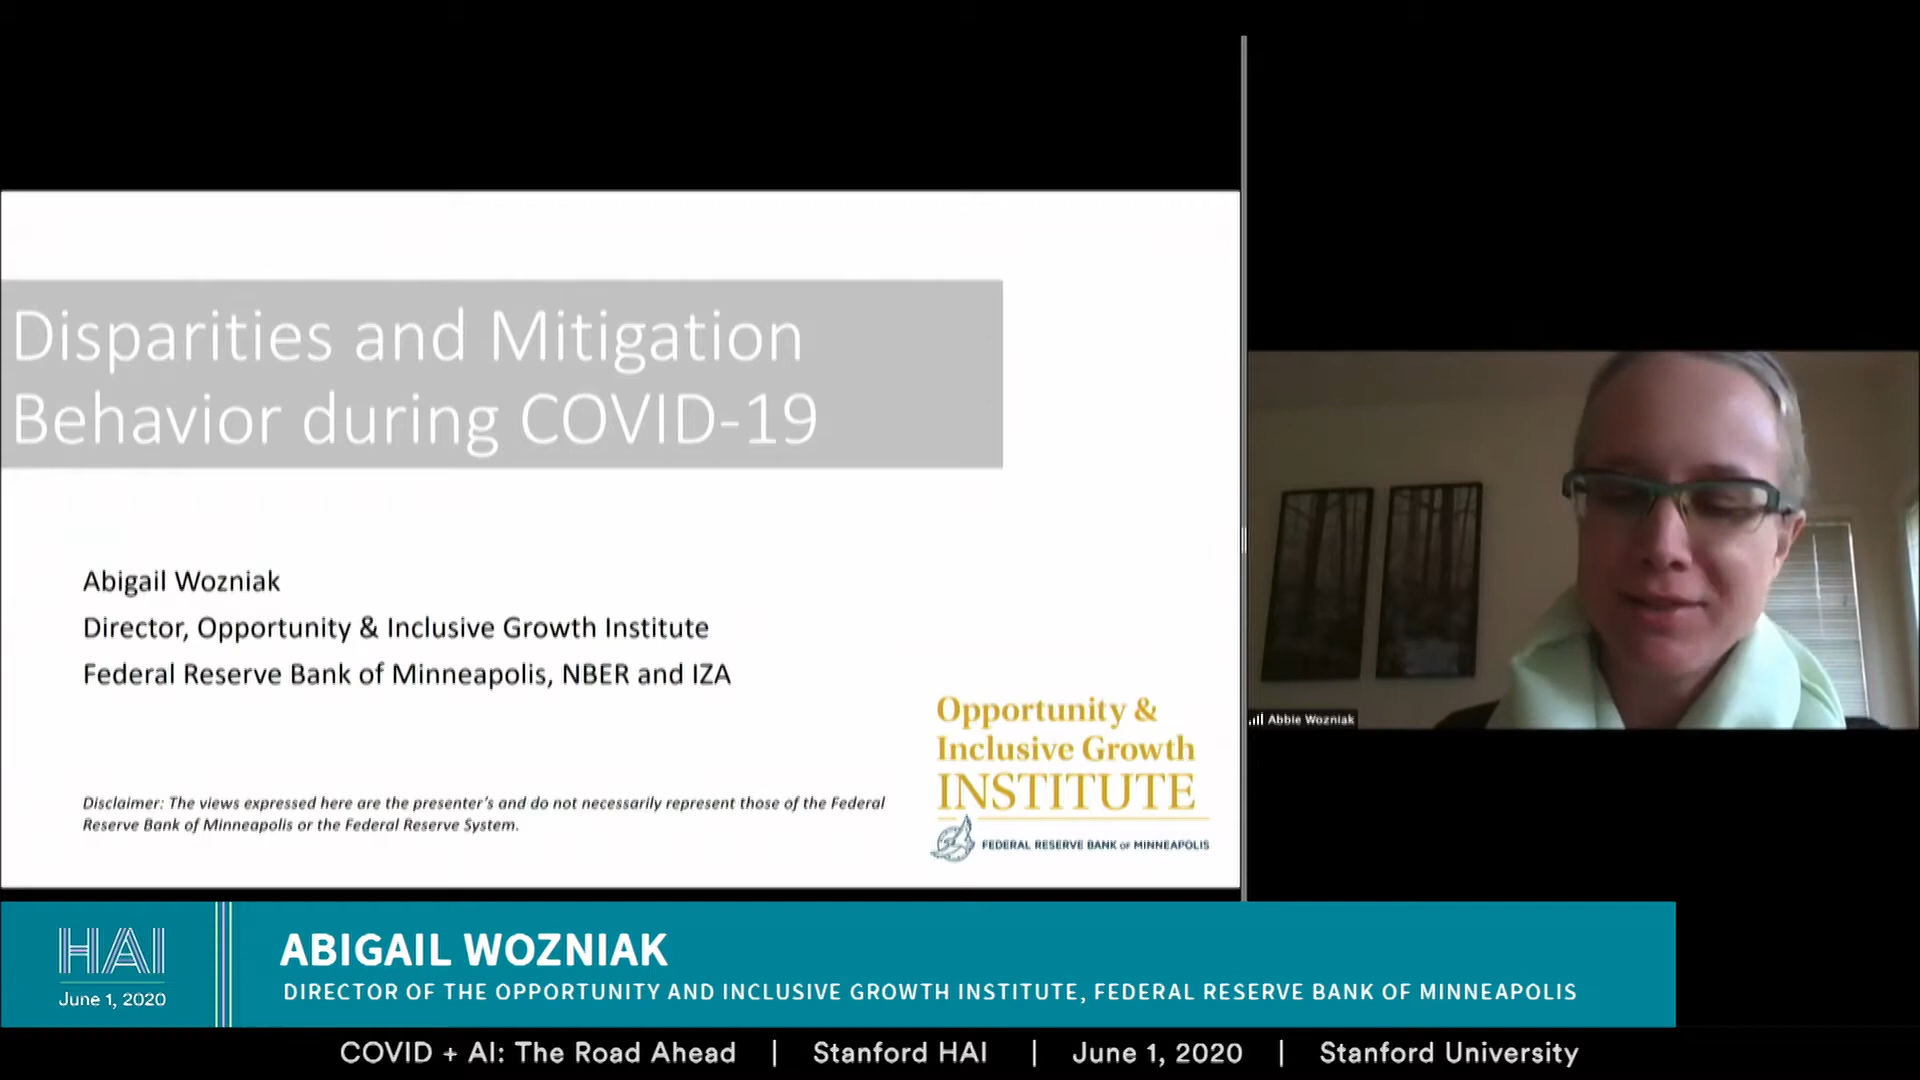 Disparities and Mitigation
Behavior during COVID-19
Abigail Wozniak
Director, Opportunity & Inclusive Growth Institute
Federal Reserve Bank of Minneapolis, NBER and IZA
Disclaimer: The views expressed here are the presenter's and do not necessarily represent those of the Federal
Reserve Bank of Minneapolis or the Federal Reserve System.
Opportunity &
Inclusive Growth
INSTITUTE
FEDERAL RESERVE BANK OF MINNEAPOLIS
Abbie Wozniak
HAI
June 1, 2020
ABIGAIL WOZNIAK
DIRECTOR OF THE OPPORTUNITY AND INCLUSIVE GROWTH INSTITUTE, FEDERAL RESERVE BANK OF MINNEAPOLIS
COVID + AI: The Road Ahead | Stanford HAI | June 1, 2020 | Stanford University